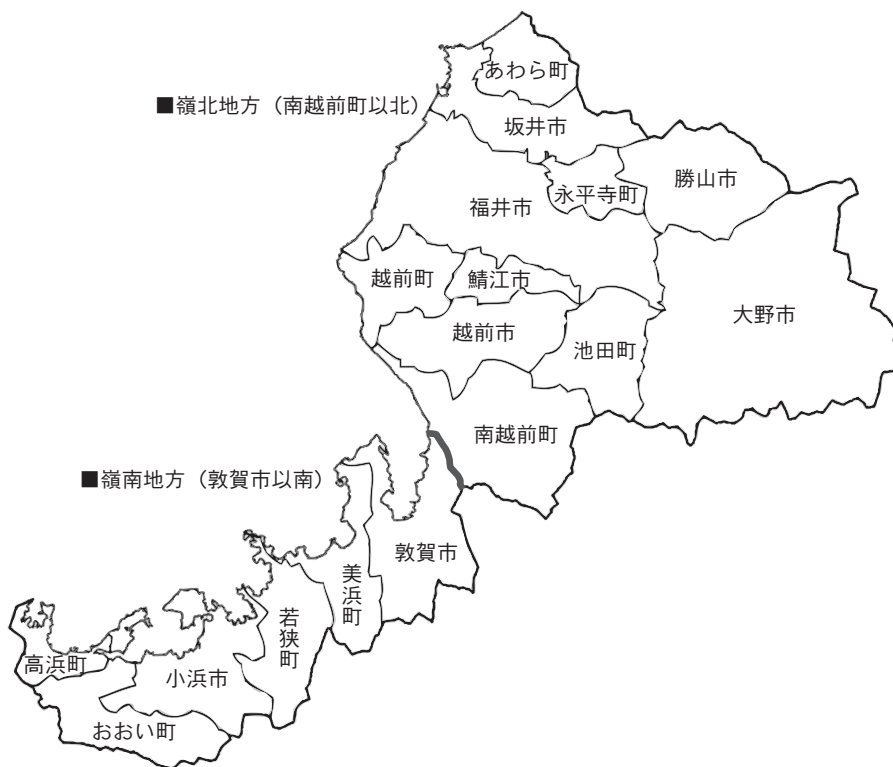 あわら町
■嶺北地方（南越前町以北）
坂井市
勝山市
永平寺町
福井市
越前町
鯖江市
大野市
越前市
池田町
南越前町
■嶺南地方（敦賀市以南）
敦賀市
美浜町
若狭町
高浜町
小浜市
おおい町